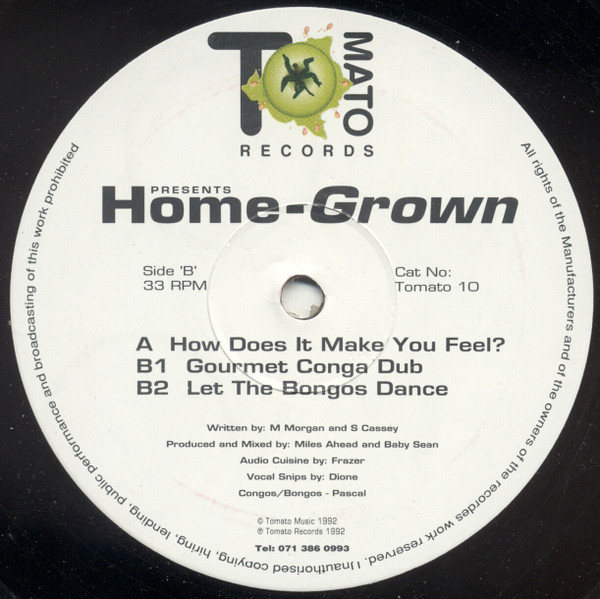 TOMATO
RECORDS
PRESENTS
Home-Grown
Side 'B'
33 RPM
Cat No:
Tomato 10
A How Does It Make You Feel?
B1 Gourmet Conga Dub
B2 Let The Bongos Dance
Written by: M Morgan and S Cassey
Produced and Mixed by: Miles Ahead and Baby Sean
Audio Cuisine by: Frazer
Vocal Snips by: Dione
Congos/Bongos - Pascal
© Tomato Music 1992
℗ Tomato Records 1992
Tel: 071 386 0993
All rights of the Manufacturers and of the owners of the recordes work reserved. Unauthorised copying, hiring, lending, public performance and broadcasting of this work prohibited